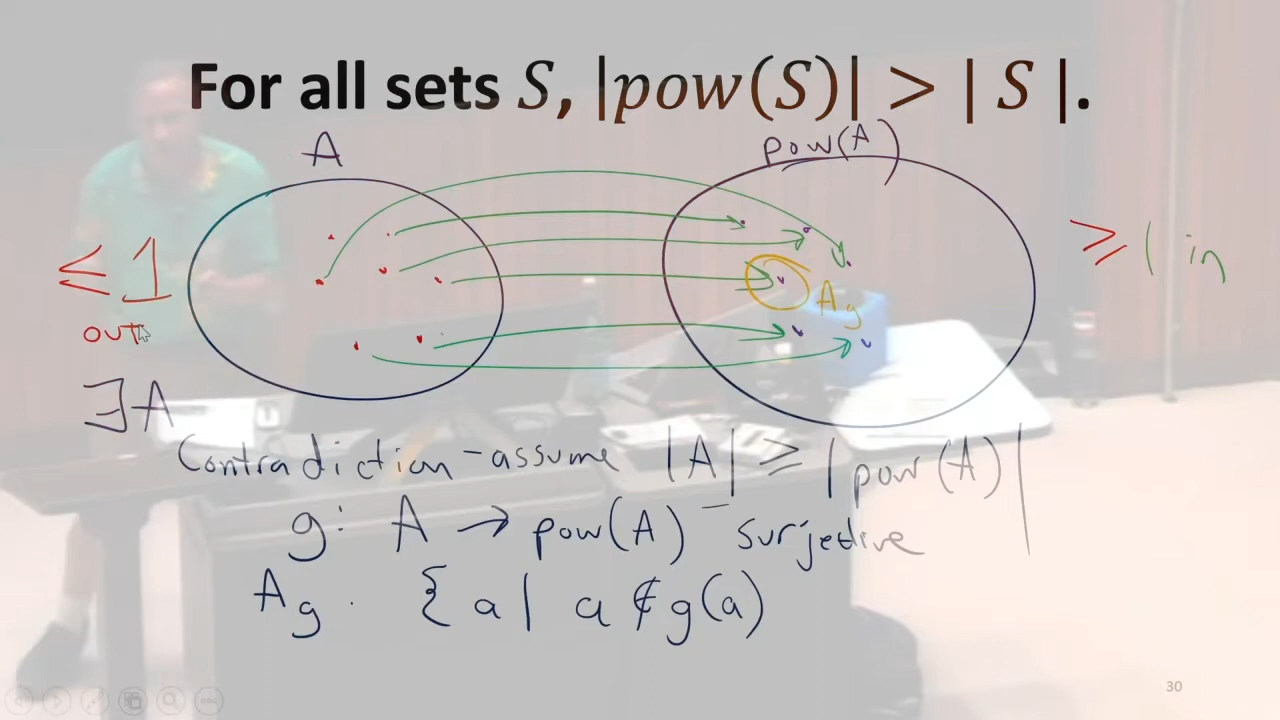 For all sets S, |pow(S)| > | S |.
A
pow(A)
≤ 1
out
≥ 1 in
A_g
∃A
Contradiction - assume |A| ≥ |pow(A)|
g: A → pow(A) - surjective
A_g . { a | a ∉ g(a)
30